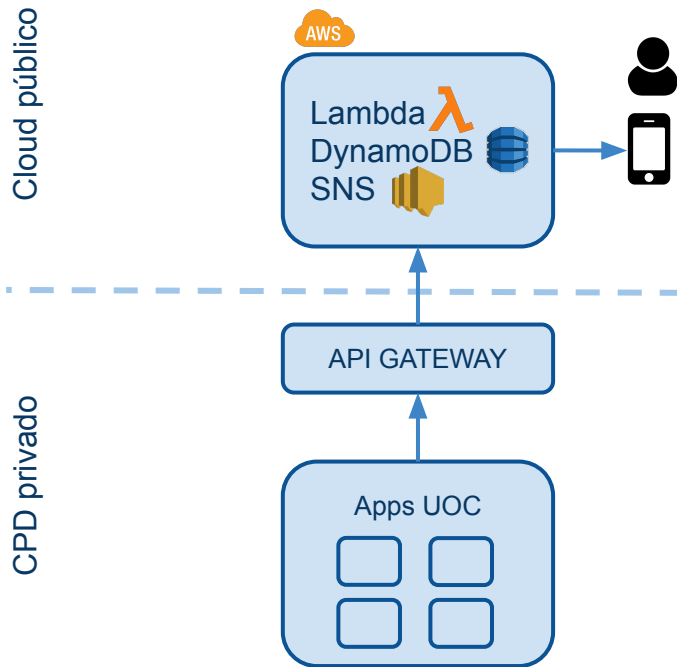 Cloud público
AWS
Lambda
DynamoDB
SNS
CPD privado
API GATEWAY
Apps UOC